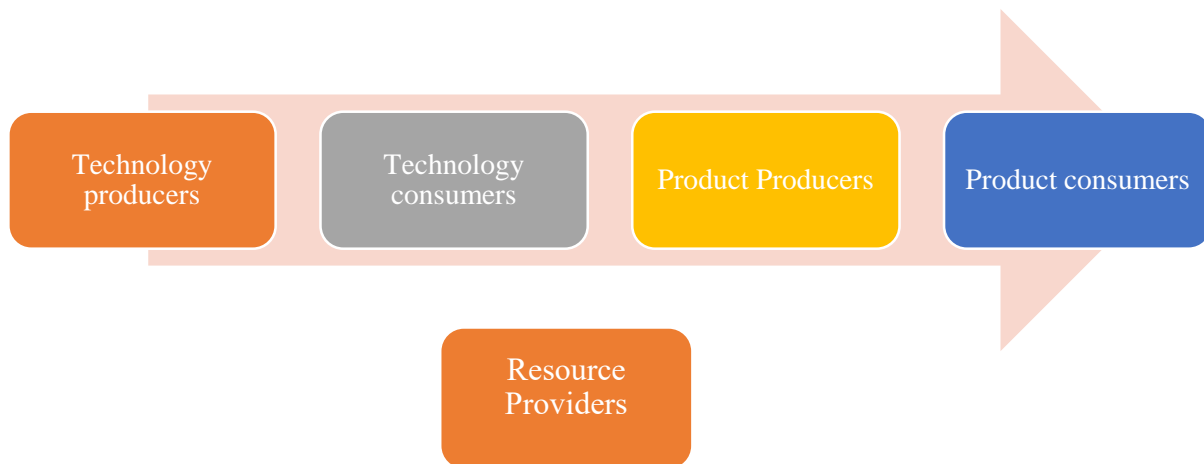 Technology
producers
Technology
consumers
Product Producers
Product consumers
Resource
Providers